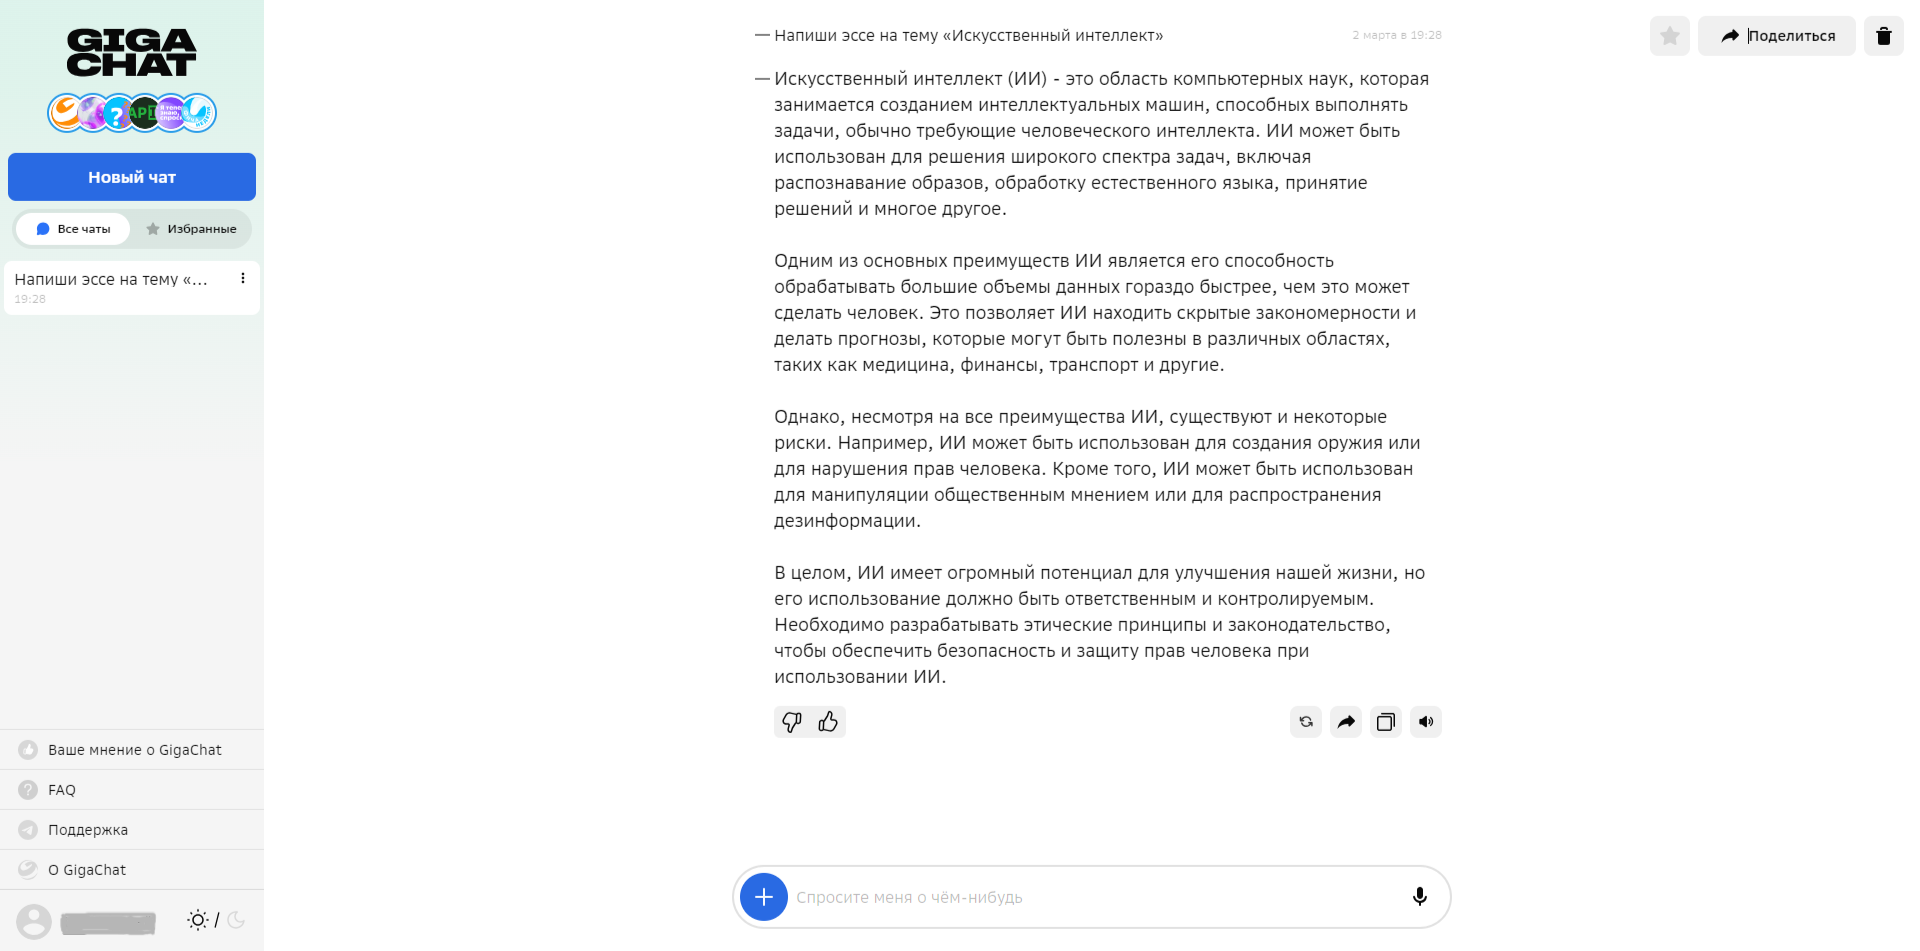 GIGA
CHAT
Новый чат
Все чаты
Избранные
Напиши эссе на тему «...
19:28
Ваше мнение о GigaChat
FAQ
Поддержка
О GigaChat
/
— Напиши эссе на тему «Искусственный интеллект»
2 марта в 19:28
— Искусственный интеллект (ИИ) - это область компьютерных наук, которая
занимается созданием интеллектуальных машин, способных выполнять
задачи, обычно требующие человеческого интеллекта. ИИ может быть
использован для решения широкого спектра задач, включая
распознавание образов, обработку естественного языка, принятие
решений и многое другое.
Одним из основных преимуществ ИИ является его способность
обрабатывать большие объемы данных гораздо быстрее, чем это может
сделать человек. Это позволяет ИИ находить скрытые закономерности и
делать прогнозы, которые могут быть полезны в различных областях,
таких как медицина, финансы, транспорт и другие.
Однако, несмотря на все преимущества ИИ, существуют и некоторые
риски. Например, ИИ может быть использован для создания оружия или
для нарушения прав человека. Кроме того, ИИ может быть использован
для манипуляции общественным мнением или для распространения
дезинформации.
В целом, ИИ имеет огромный потенциал для улучшения нашей жизни, но
его использование должно быть ответственным и контролируемым.
Необходимо разрабатывать этические принципы и законодательство,
чтобы обеспечить безопасность и защиту прав человека при
использовании ИИ.
Спросите меня о чём-нибудь
Поделиться